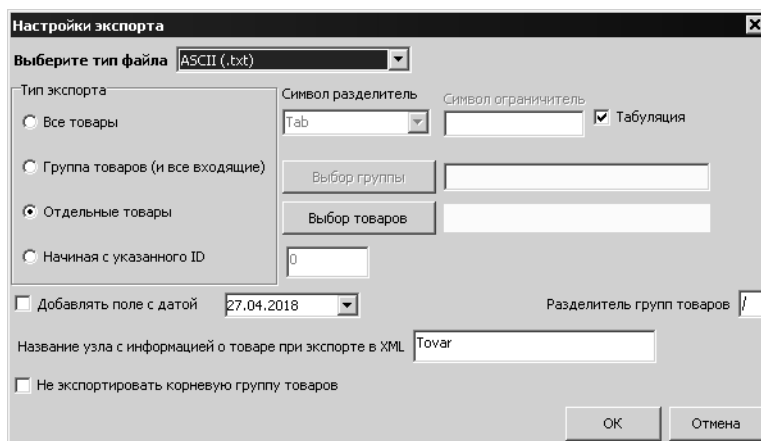 Настройки экспорта
Выберите тип файла ASCII (.txt)
Тип экспорта
Символ разделитель
Символ ограничитель
Все товары
Tab
Табуляция
Группа товаров (и все входящие)
Выбор группы
Отдельные товары
Выбор товаров
Начиная с указанного ID
0
Добавлять поле с датой 27.04.2018 Разделитель групп товаров /
Название узла с информацией о товаре при экспорте в XML Tovar
Не экспортировать корневую группу товаров
ОК Отмена